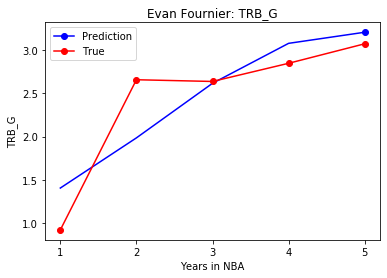 Evan Fournier: TRB_G
Prediction
True
TRB_G
3.0
2.5
2.0
1.5
1.0
1 2 3 4 5
Years in NBA